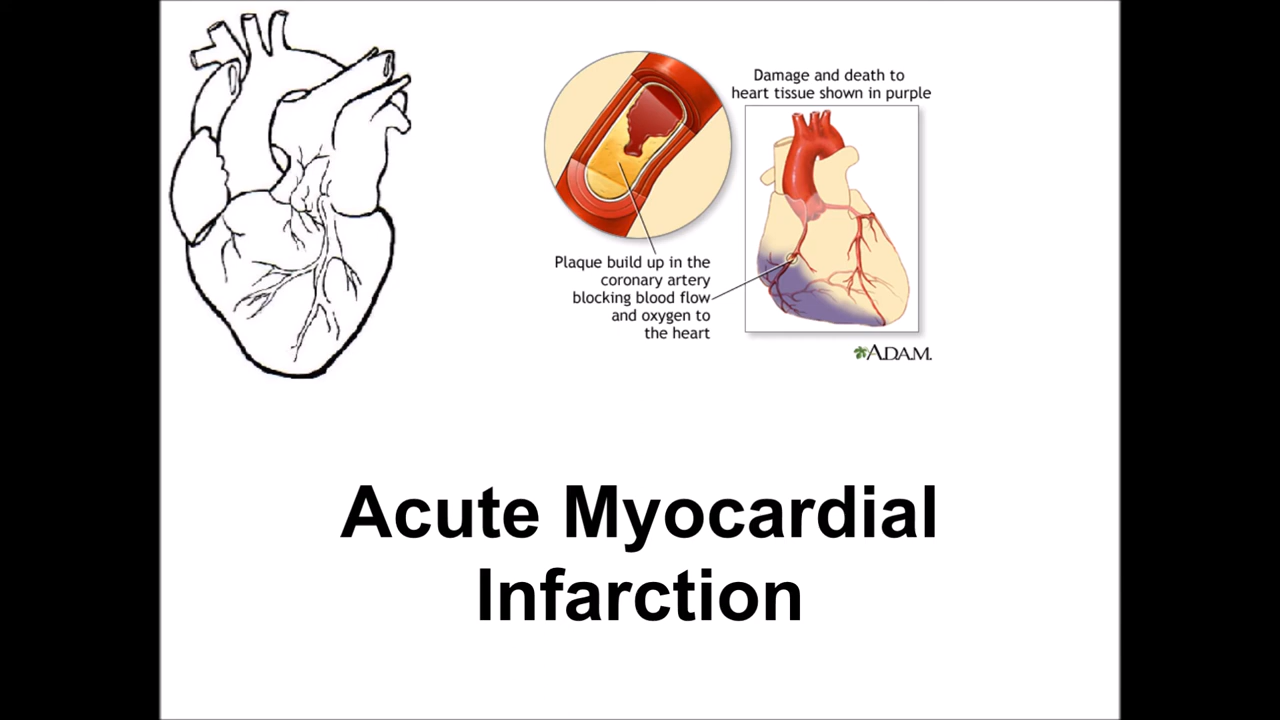 Damage and death to
heart tissue shown in purple
Plaque build up in the
coronary artery
blocking blood flow
and oxygen to
the heart
A.D.A.M.
Acute Myocardial
Infarction